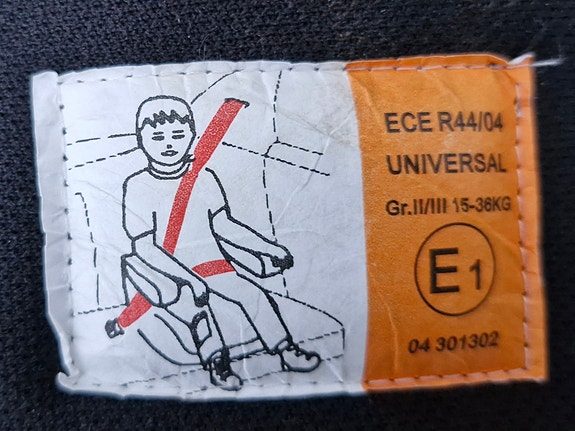 ECE R44/04
UNIVERSAL
Gr.II/III 15-36KG
E1
04 301302